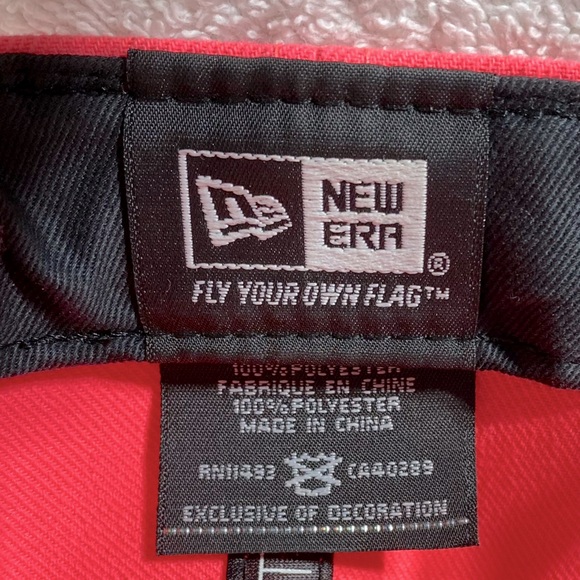 NEW
ERA®
FLY YOUR OWN FLAG™
100%POLYESTER
FABRIQUE EN CHINE
100%POLYESTER
MADE IN CHINA
RN11493 CA40289
EXCLUSIVE OF DECORATION